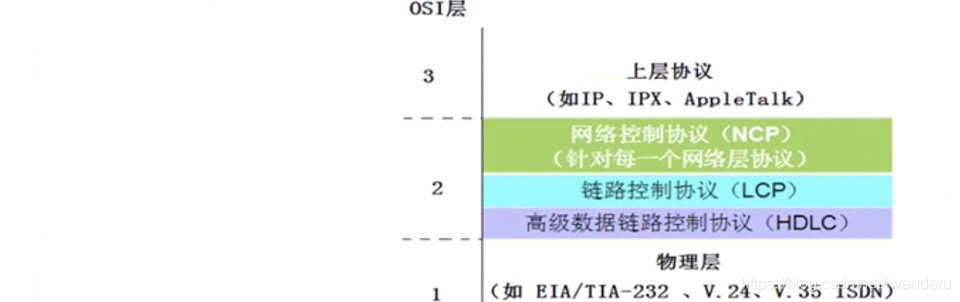 OSI层
3
上层协议
（如IP、IPX、AppleTalk）
网络控制协议（NCP）
（针对每一个网络层协议）
2
链路控制协议（LCP）
高级数据链路控制协议（HDLC）
物理层
1
（如 EIA/TIA-232 、V.24、V.35 ISDN）
https://blog.csdn.net/iwanderu